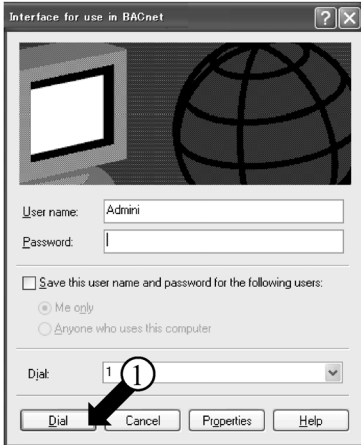 Interface for use in BACnet
User name: Admini
Password:
Save this user name and password for the following users:
Me only
Anyone who uses this computer
Dial: 1
1
Dial Cancel Properties Help